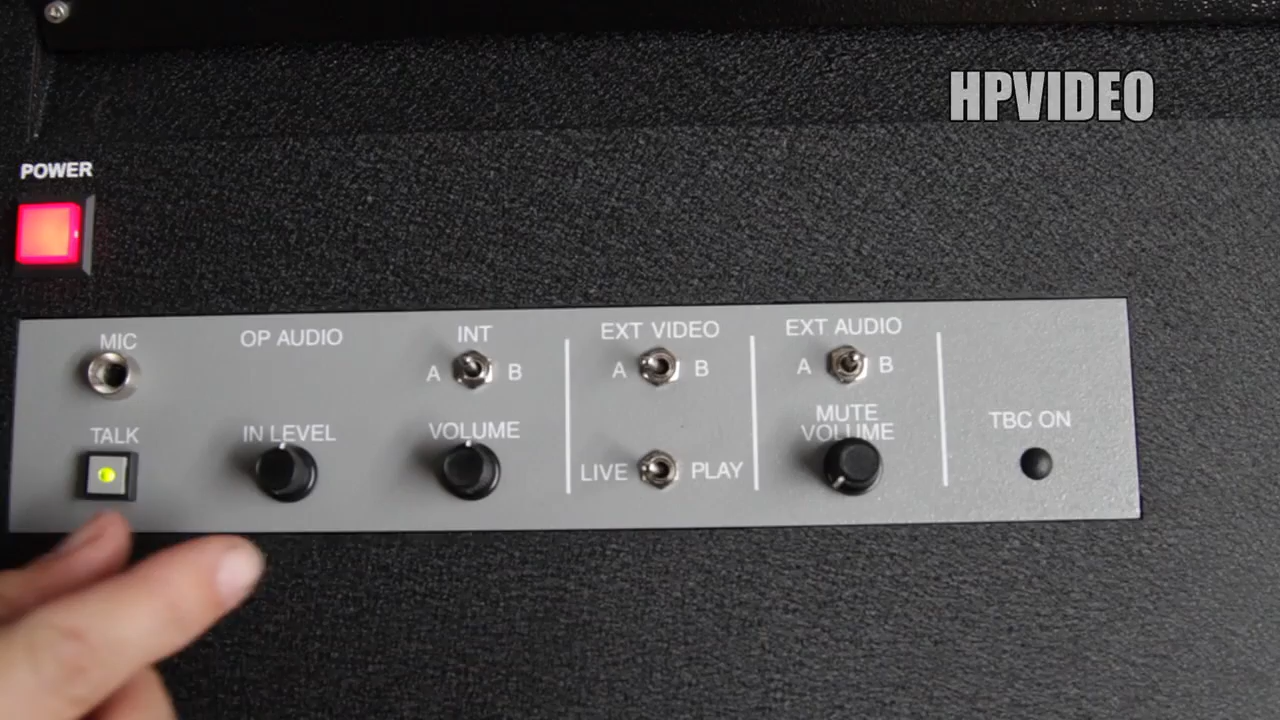 HPVIDEO
POWER
MIC
OP AUDIO
INT
A B
EXT VIDEO
A B
EXT AUDIO
A B
TALK
IN LEVEL
VOLUME
LIVE PLAY
MUTE
VOLUME
TBC ON